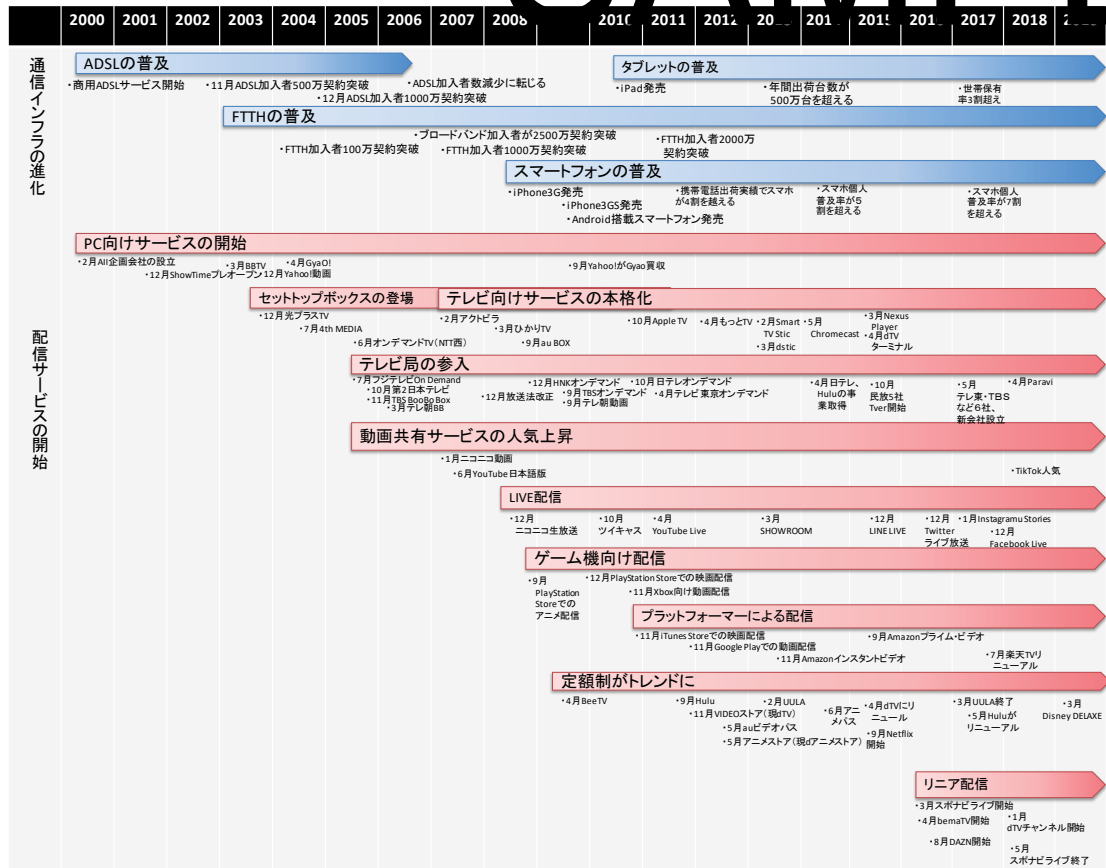 2000 2001 2002 2003 2004 2005 2006 2007 2008 2010 2011 2012 2013 2014 2015 2016 2017 2018
通信インフラの進化
ADSLの普及
・商用ADSLサービス開始
・11月ADSL加入者500万契約突破
・ADSL加入者数減少に転じる
・12月ADSL加入者1000万契約突破
タブレットの普及
・iPad発売
・年間出荷台数が
500万台を超える
・世帯保有
率3割超え
FTTHの普及
・ブロードバンド加入者が2500万契約突破
・FTTH加入者100万契約突破
・FTTH加入者1000万契約突破
・FTTH加入者2000万
契約突破
スマートフォンの普及
・iPhone3G発売
・iPhone3GS発売
・Android搭載スマートフォン発売
・携帯電話出荷実績でスマホ
が4割を越える
・スマホ個人
普及率が5
割を超える
・スマホ個人
普及率が7割
を超える
配信サービスの開始
PC向けサービスの開始
・2月AII企画会社の設立
・12月ShowTimeプレオープン
・3月BBTV
・4月GyaO!
12月Yahoo!動画
・9月Yahoo!がGyao買収
セットトップボックスの登場
・12月光プラスTV
・7月4th MEDIA
・6月オンデマンドTV(NTT西)
テレビ向けサービスの本格化
・2月アクトビラ
・3月ひかりTV
・9月au BOX
・10月Apple TV
・4月もっとTV
・2月Smart
TV Stic
・3月dstic
・5月
Chromecast
・3月Nexus
Player
・4月dTV
ターミナル
テレビ局の参入
・7月フジテレビOn Demand
・10月第2日本テレビ
・11月TBS BooBo Box
・3月テレ朝BB
・12月放送法改正
・12月HNKオンデマンド
・9月TBSオンデマンド
・9月テレ朝動画
・10月日テレオンデマンド
・4月テレビ東京オンデマンド
・4月日テレ、
Huluの事
業取得
・10月
民放5社
Tver開始
・5月
テレ東・TBS
など6社、
新会社設立
・4月Paravi
動画共有サービスの人気上昇
・1月ニコニコ動画
・6月YouTube日本語版
・TikTok人気
LIVE配信
・12月
ニコニコ生放送
・10月
ツイキャス
・4月
YouTube Live
・3月
SHOWROOM
・12月
LINE LIVE
・12月
Twitter
ライブ放送
・1月Instagramu Stories
・12月
Facebook Live
ゲーム機向け配信
・9月
PlayStation
Storeでの
アニメ配信
・12月PlayStation Storeでの映画配信
・11月Xbox向け動画配信
プラットフォーマーによる配信
・11月iTunes Storeでの映画配信
・11月Google Playでの動画配信
・11月Amazonインスタントビデオ
・9月Amazonプライム・ビデオ
・7月楽天TVリ
ニューアル
定額制がトレンドに
・4月BeeTV
・9月Hulu
・11月VIDEOストア(現dTV)
・5月auビデオパス
・5月アニメストア(現dアニメストア)
・2月UULA
・6月アニ
メパス
・4月dTVにリ
ニュール
・9月Netflix
開始
・3月UULA終了
・5月Huluが
リニューアル
・3月
Disney DELAXE
リニア配信
・3月スポナビライブ開始
・4月bemaTV開始
・8月DAZN開始
・1月
dTVチャンネル開始
・5月
スポナビライブ終了